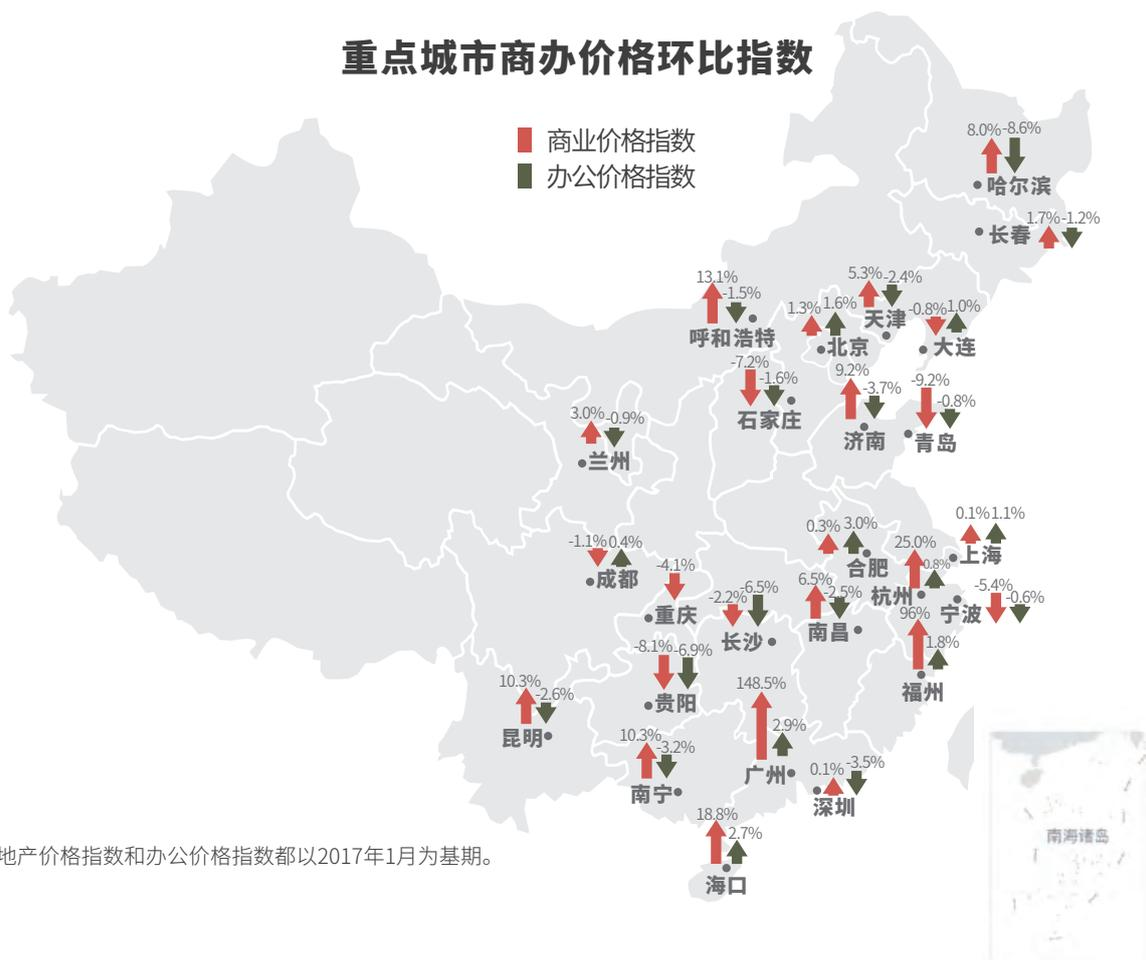 重点城市商办价格环比指数
商业价格指数
办公价格指数
8.0% -8.6%
哈尔滨
长春
1.7% -1.2%
13.1%
-1.5%
呼和浩特
1.3% 1.6%
北京
5.3% -2.4%
天津
-0.8% 1.0%
大连
-7.2%
-1.6%
石家庄
9.2%
-3.7%
济南
-9.2%
-0.8%
青岛
3.0% -0.9%
兰州
0.1% 1.1%
上海
0.3% 3.0%
合肥
25.0%
0.8%
杭州
-1.1% 0.4%
成都
-4.1%
重庆
-2.2% -6.5%
长沙
6.5%
-2.5%
南昌
-5.4%
-0.6%
宁波
96%
1.8%
福州
-8.1% -6.9%
贵阳
10.3%
-2.6%
昆明
148.5%
2.9%
广州
10.3%
-3.2%
南宁
0.1% -3.5%
深圳
18.8%
2.7%
海口
南海诸岛
地产价格指数和办公价格指数都以2017年1月为基期。